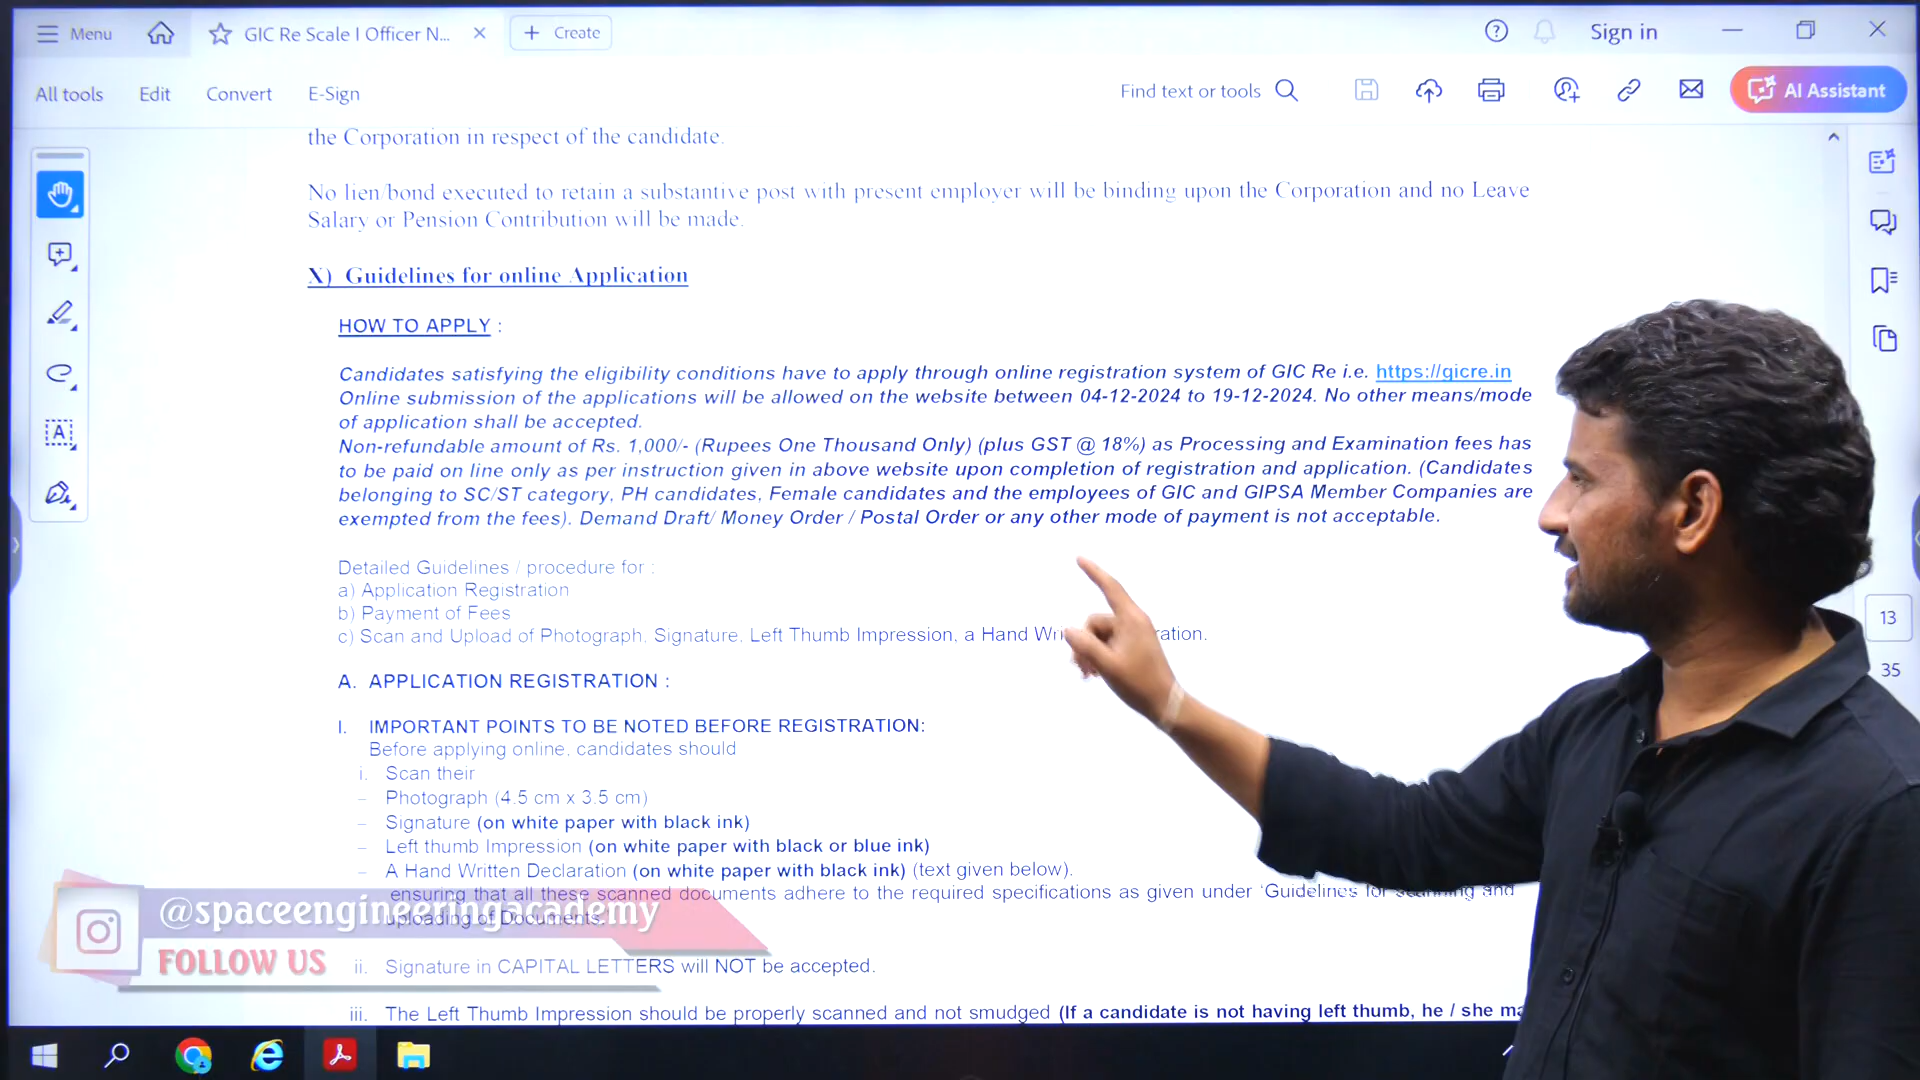 Menu
GIC Re Scale I Officer N...
Create
Sign in
All tools
Edit
Convert
E-Sign
Find text or tools
AI Assistant
the Corporation in respect of the candidate.
No lien/bond executed to retain a substantive post with present employer will be binding upon the Corporation and no Leave
Salary or Pension Contribution will be made.
X) Guidelines for online Application
HOW TO APPLY :
Candidates satisfying the eligibility conditions have to apply through online registration system of GIC Re i.e. https://gicre.in
Online submission of the applications will be allowed on the website between 04-12-2024 to 19-12-2024. No other means/mode
of application shall be accepted.
Non-refundable amount of Rs. 1,000/- (Rupees One Thousand Only) (plus GST @ 18%) as Processing and Examination fees has
to be paid on line only as per instruction given in above website upon completion of registration and application. (Candidates
belonging to SC/ST category, PH candidates, Female candidates and the employees of GIC and GIPSA Member Companies are
exempted from the fees). Demand Draft/ Money Order / Postal Order or any other mode of payment is not acceptable.
Detailed Guidelines / procedure for :
a) Application Registration
b) Payment of Fees
c) Scan and Upload of Photograph, Signature, Left Thumb Impression, a Hand
13
35
A. APPLICATION REGISTRATION :
I. IMPORTANT POINTS TO BE NOTED BEFORE REGISTRATION:
Before applying online, candidates should
i. Scan their
- Photograph (4.5 cm x 3.5 cm)
- Signature (on white paper with black ink)
- Left thumb Impression (on white paper with black or blue ink)
- A Hand Written Declaration (on white paper with black ink) (text given below).
ensuring that all these scanned documents adhere to the required specifications as given under 'Guidelines for scanning and
uploading of Documents.
@spaceengineeringacademy
FOLLOW US
ii. Signature in CAPITAL LETTERS will NOT be accepted.
iii. The Left Thumb Impression should be properly scanned and not smudged (If a candidate is not having left thumb, he / she